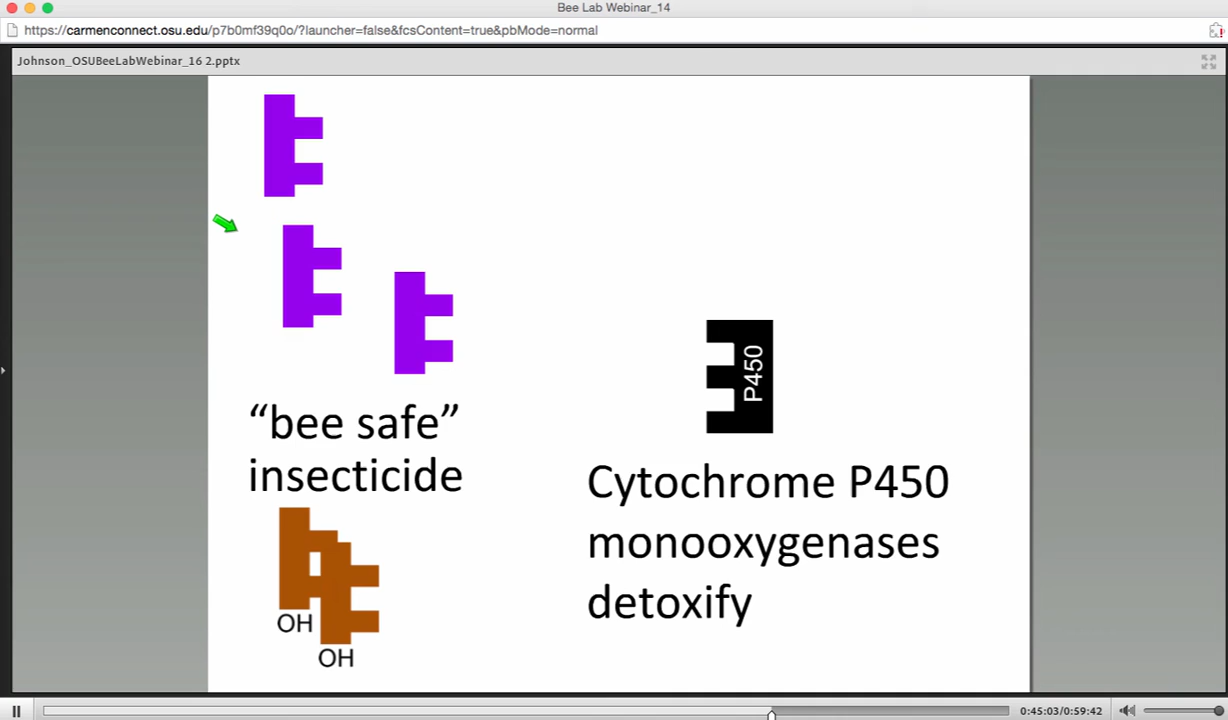 Bee Lab Webinar_14
https://carmenconnect.osu.edu/p7b0mf39q0o/?launcher=false&fcsContent=true&pbMode=normal
Johnson_OSUBeeLabWebinar_16 2.pptx
“bee safe”
insecticide
OH
OH
P450
Cytochrome P450
monooxygenases
detoxify
0:45:03/0:59:42